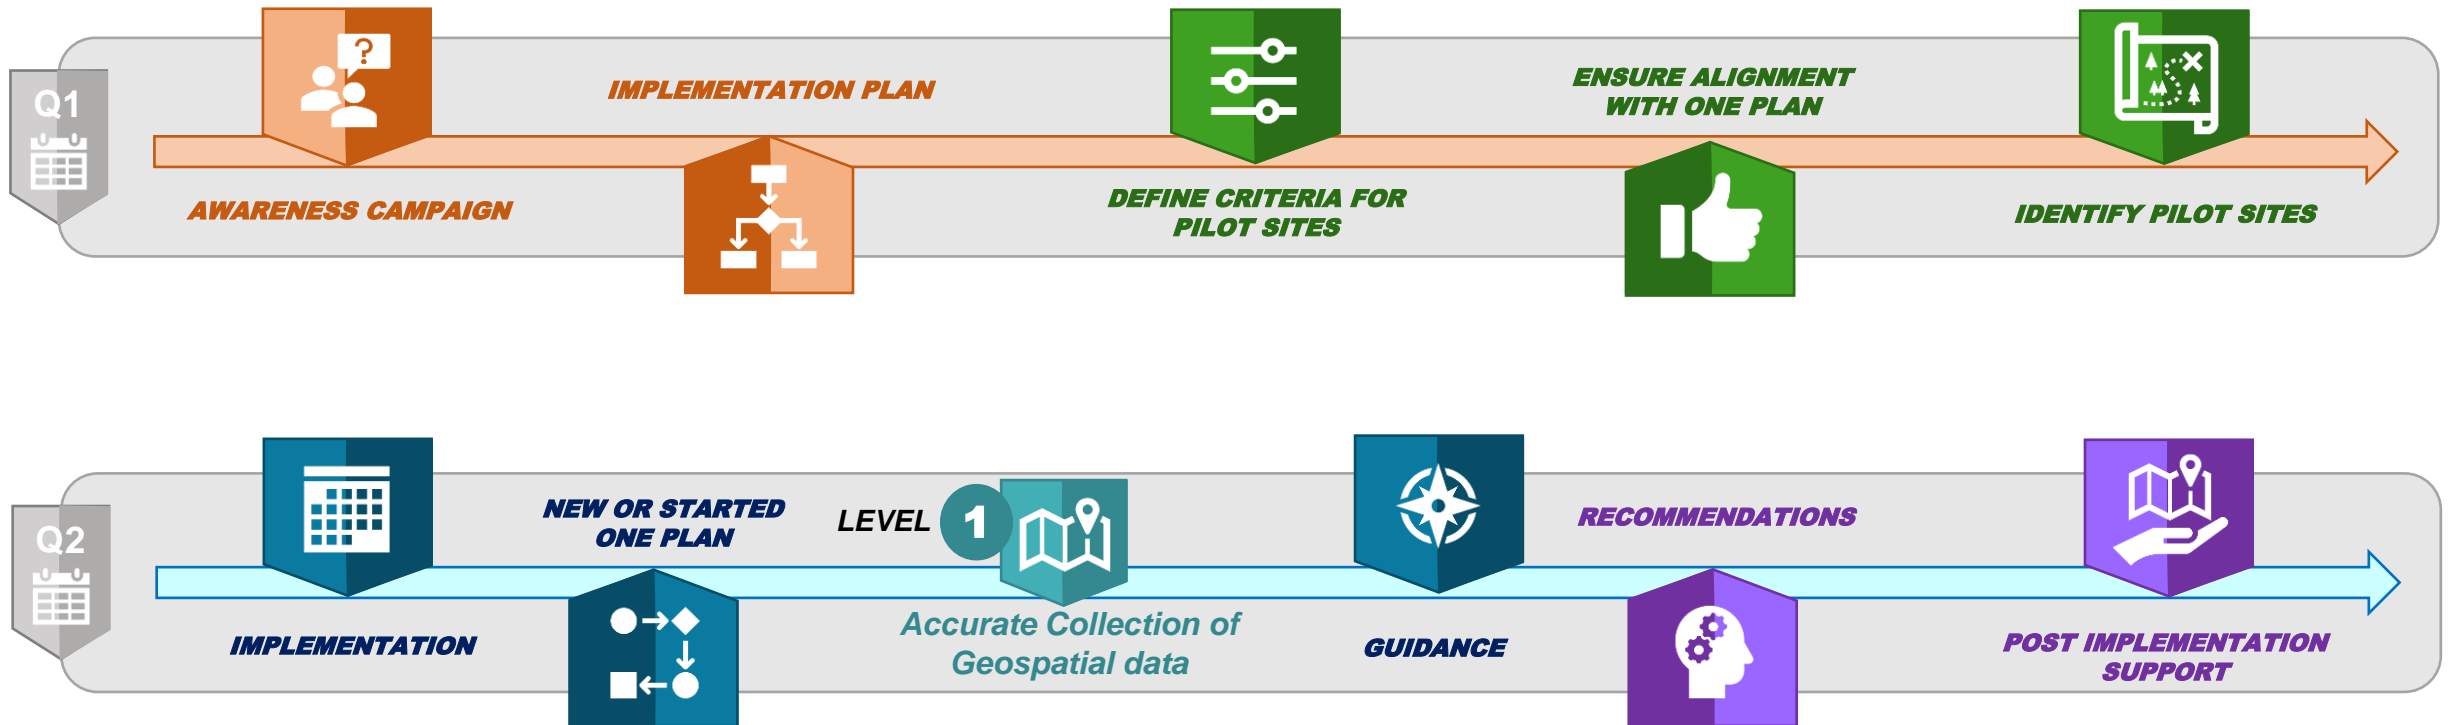 Q1
?
IMPLEMENTATION PLAN
ENSURE ALIGNMENT
WITH ONE PLAN
AWARENESS CAMPAIGN
DEFINE CRITERIA FOR
PILOT SITES
IDENTIFY PILOT SITES
Q2
NEW OR STARTED
ONE PLAN
LEVEL 1
RECOMMENDATIONS
IMPLEMENTATION
Accurate Collection of
Geospatial data
GUIDANCE
POST IMPLEMENTATION
SUPPORT